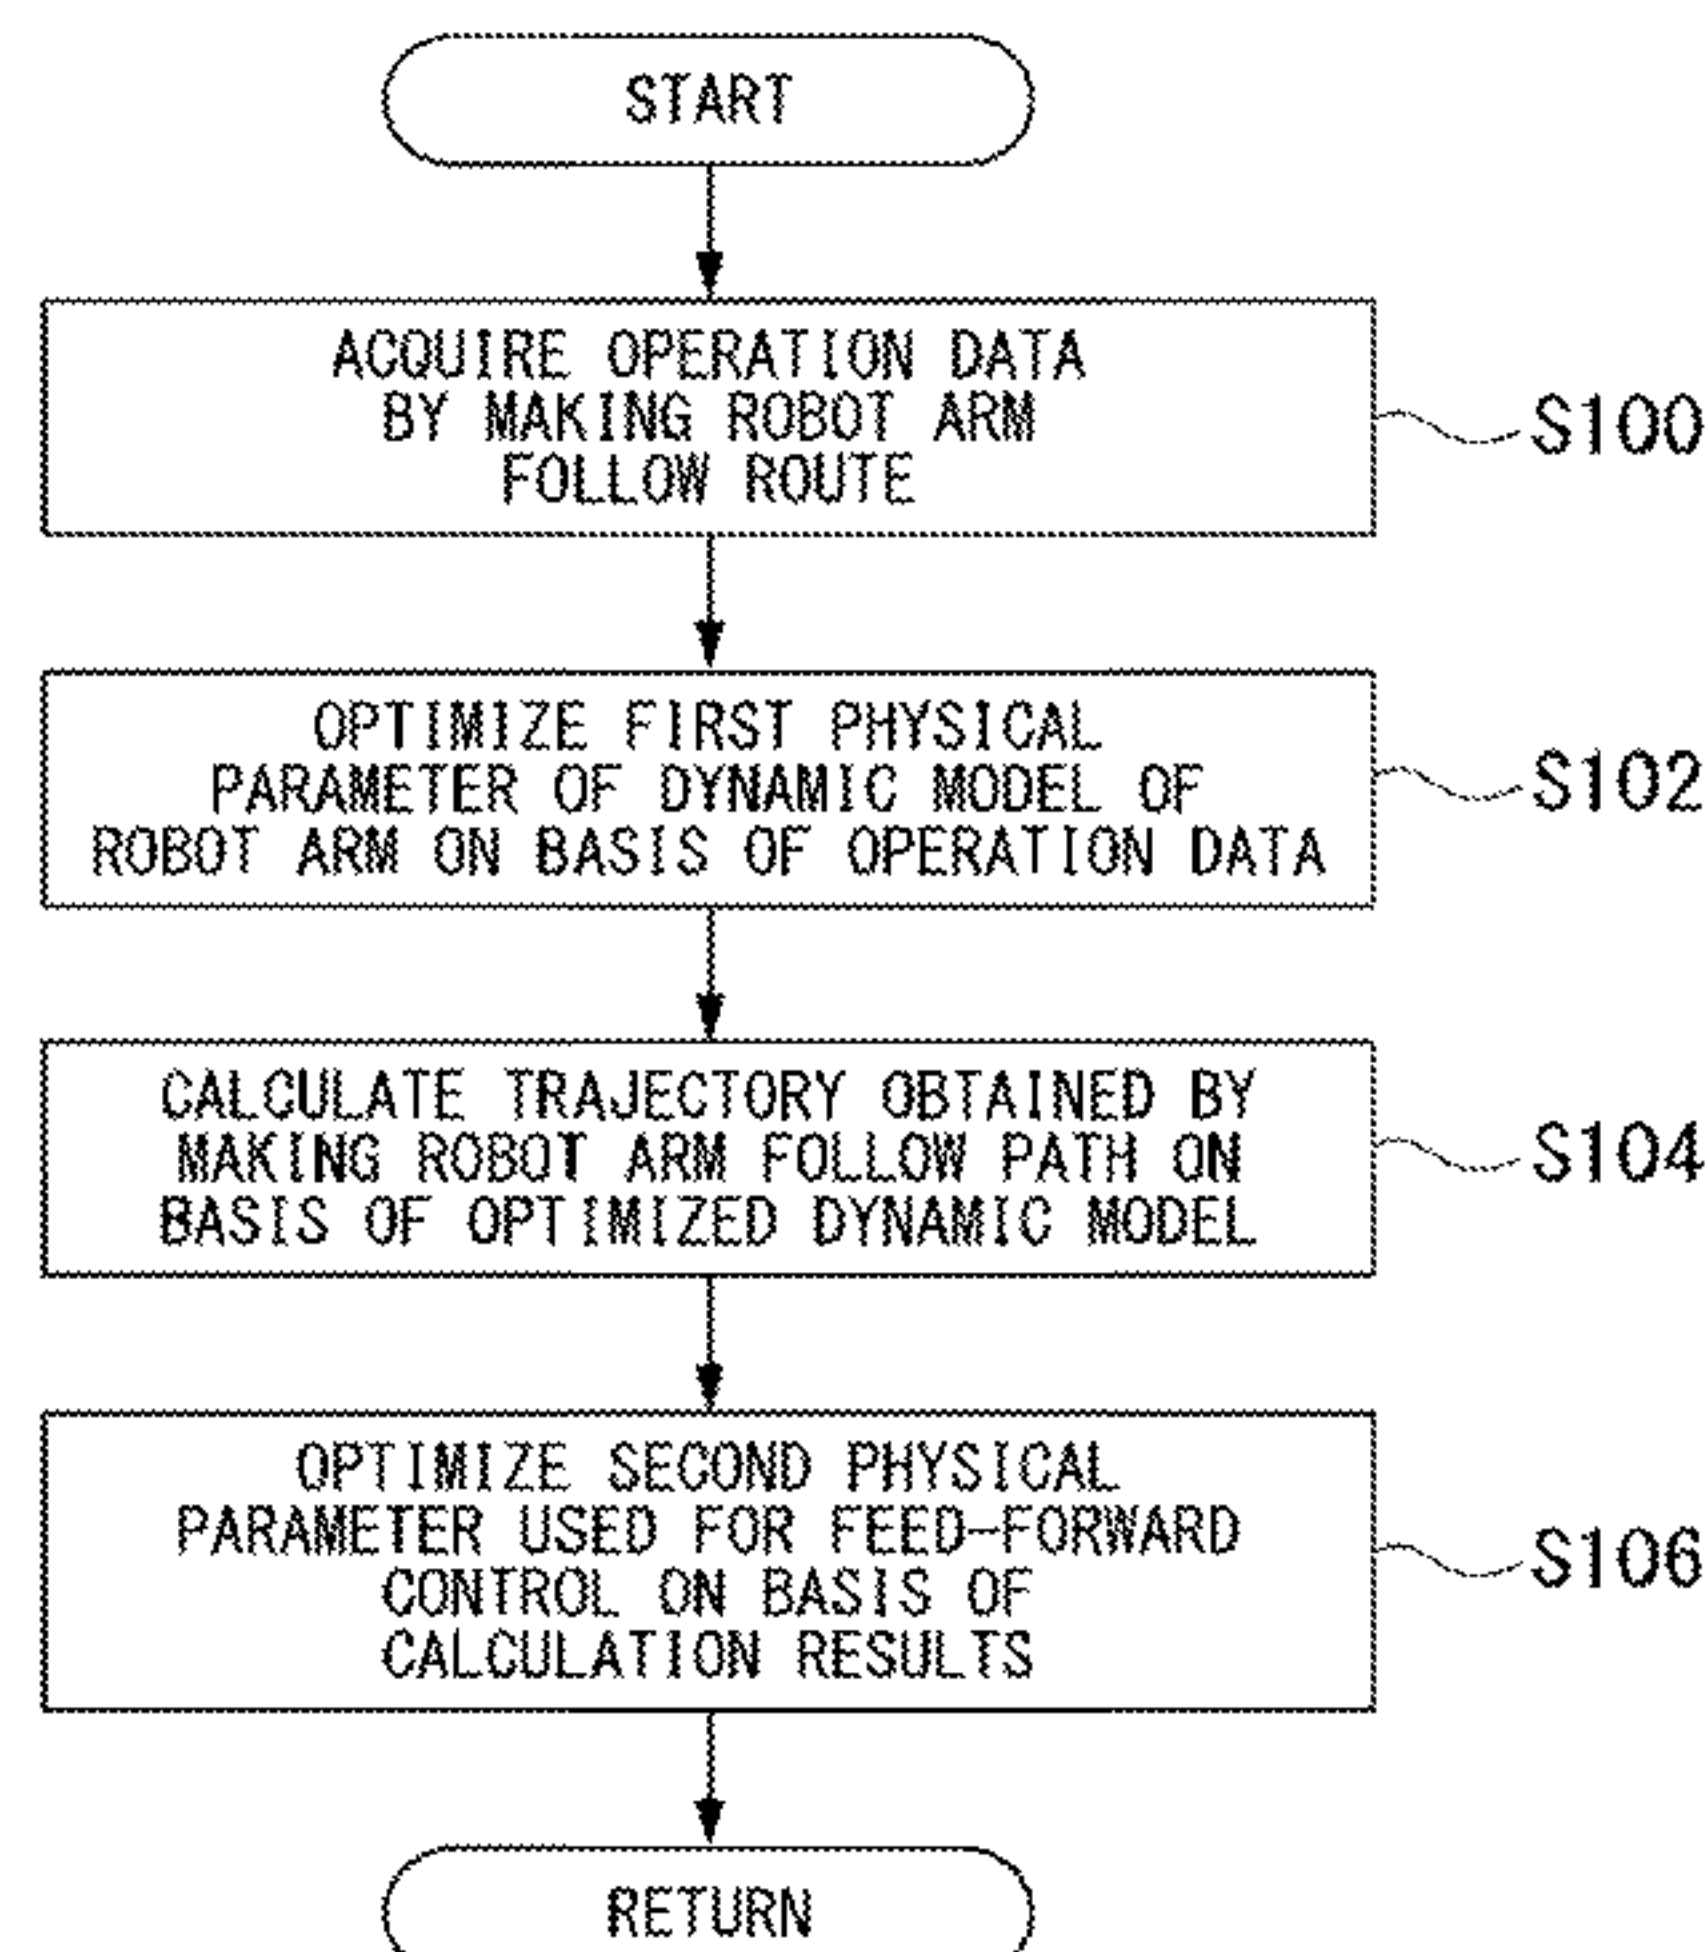 START
ACQUIRE OPERATION DATA
BY MAKING ROBOT ARM
FOLLOW ROUTE
S100
OPTIMIZE FIRST PHYSICAL
PARAMETER OF DYNAMIC MODEL OF
ROBOT ARM ON BASIS OF OPERATION DATA
S102
CALCULATE TRAJECTORY OBTAINED BY
MAKING ROBOT ARM FOLLOW PATH ON
BASIS OF OPTIMIZED DYNAMIC MODEL
S104
OPTIMIZE SECOND PHYSICAL
PARAMETER USED FOR FEED-FORWARD
CONTROL ON BASIS OF
CALCULATION RESULTS
S106
RETURN